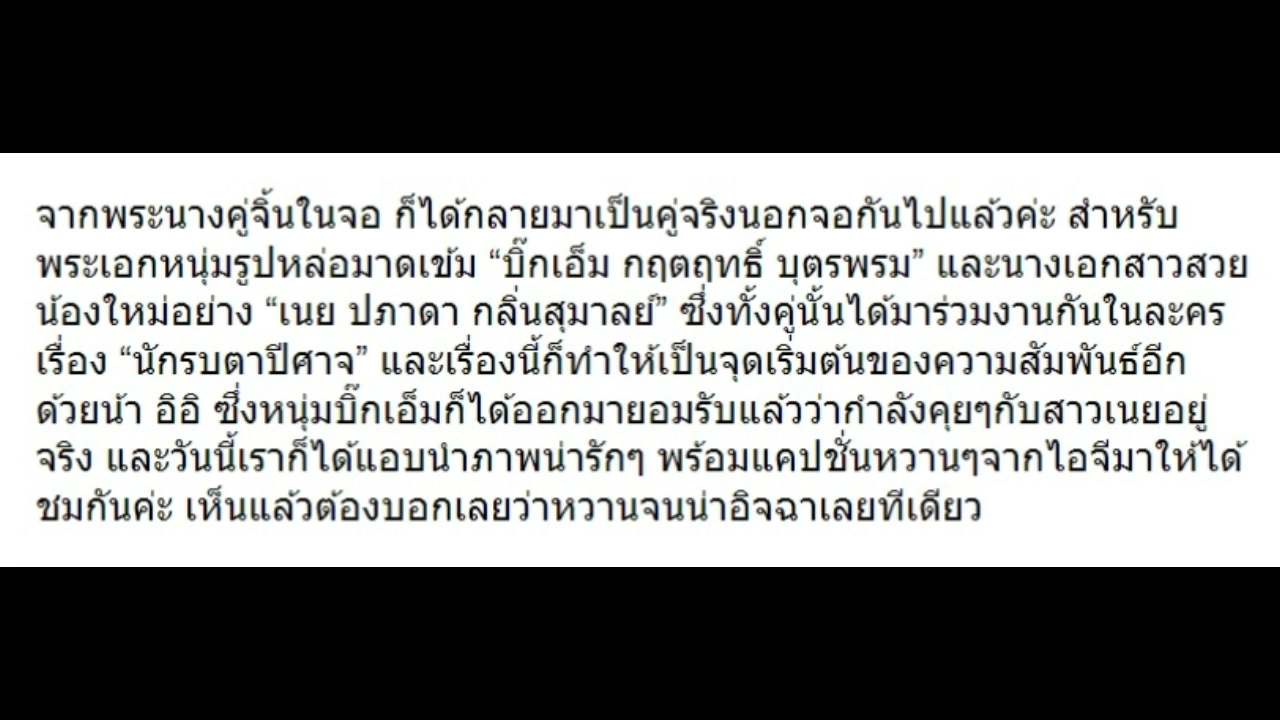 จากพระนางคู่จิ้นในจอ ก็ได้กลายมาเป็นคู่จริงนอกจอกันไปแล้วค่ะ สำหรับ
พระเอกหนุ่มรูปหล่อมาดเข้ม “บิ๊กเอ็ม กฤตฤทธิ์ บุตรพรม” และนางเอกสาวสวย
น้องใหม่อย่าง “เนย ปภาดา กลิ่นสุมาลย์” ซึ่งทั้งคู่นั้นได้มาร่วมงานกันในละคร
เรื่อง “นักรบตาปีศาจ” และเรื่องนี้ก็ทำให้เป็นจุดเริ่มต้นของความสัมพันธ์อีก
ด้วยน้า อิอิ ซึ่งหนุ่มบิ๊กเอ็มก็ได้ออกมายอมรับแล้วว่ากำลังคุยๆกับสาวเนยอยู่
จริง และวันนี้เราก็ได้แอบนำภาพน่ารักๆ พร้อมแคปชั่นหวานๆจากไอจีมาให้ได้
ชมกันค่ะ เห็นแล้วต้องบอกเลยว่าหวานจนน่าอิจฉาเลยทีเดียว